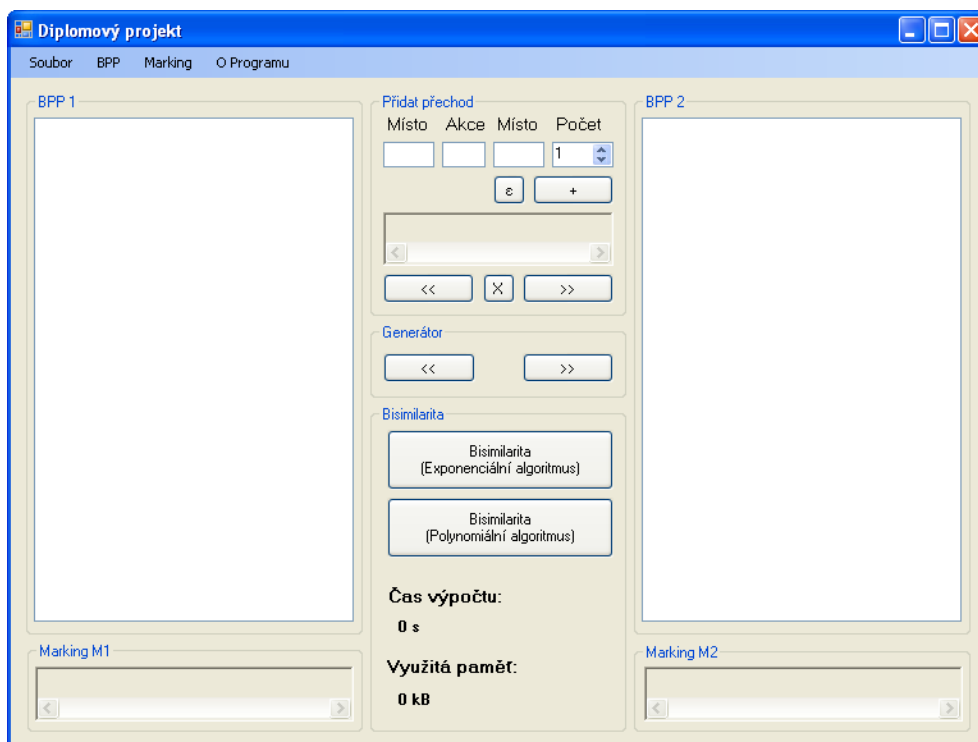 Diplomový projekt
Soubor BPP Marking O Programu
BPP 1
Přidat přechod
Místo Akce Místo Počet
1
ε +
<< X >>
Generátor
<< >>
Bisimilarita
Bisimilarita
(Exponenciální algoritmus)
Bisimilarita
(Polynomiální algoritmus)
Čas výpočtu:
0 s
Využitá paměť:
0 kB
BPP 2
Marking M1
Marking M2